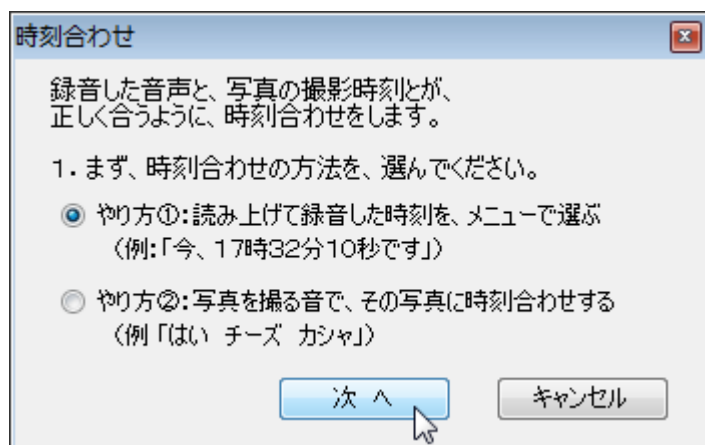 時刻合わせ
録音した音声と、写真の撮影時刻とが、
正しく合うように、時刻合わせをします。
1．まず、時刻合わせの方法を、選んでください。
やり方①:読み上げて録音した時刻を、メニューで選ぶ
（例:「今、17時32分10秒です」）
やり方②:写真を撮る音で、その写真に時刻合わせする
（例 「はい チーズ カシャ」）
次 へ
キャンセル